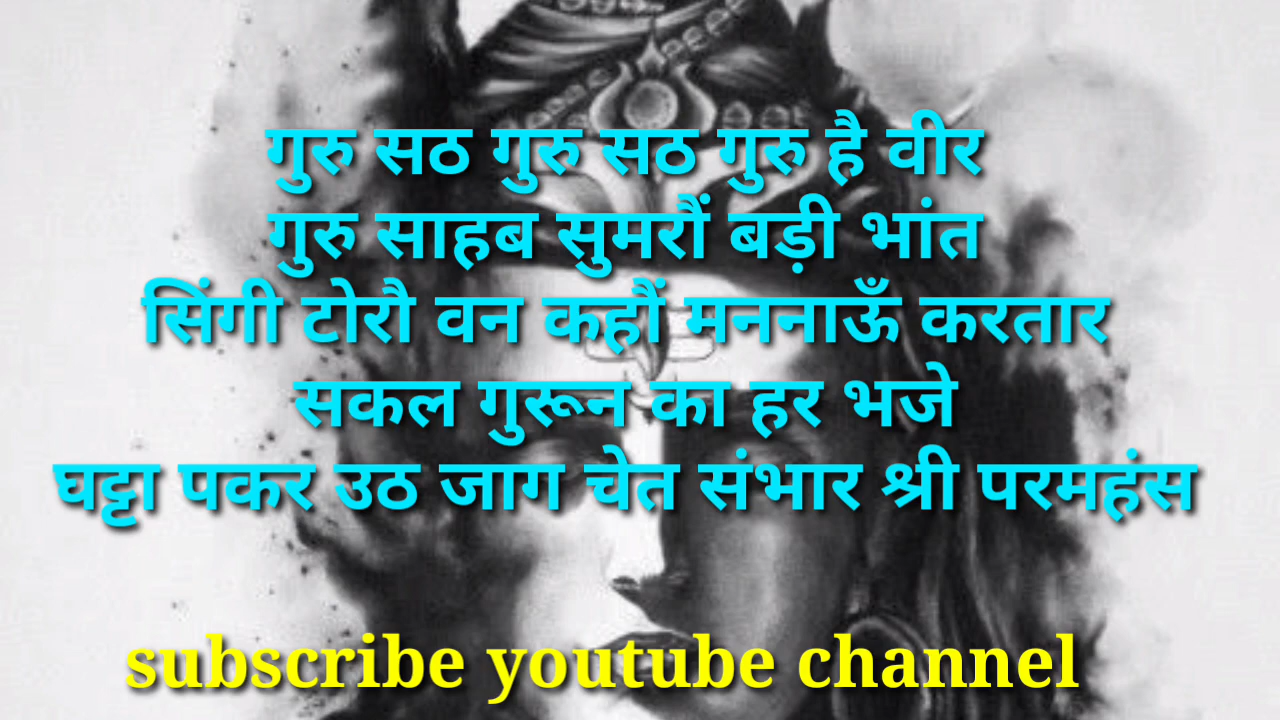 गुरु सठ गुरु सठ गुरु है वीर
गुरु साहब सुमरौं बड़ी भांत
सिंगी टोरौ वन कहौं मननाऊँ करतार
सकल गुरून का हर भजे
घट्टा पकर उठ जाग चेत संभार श्री परमहंस
subscribe youtube channel